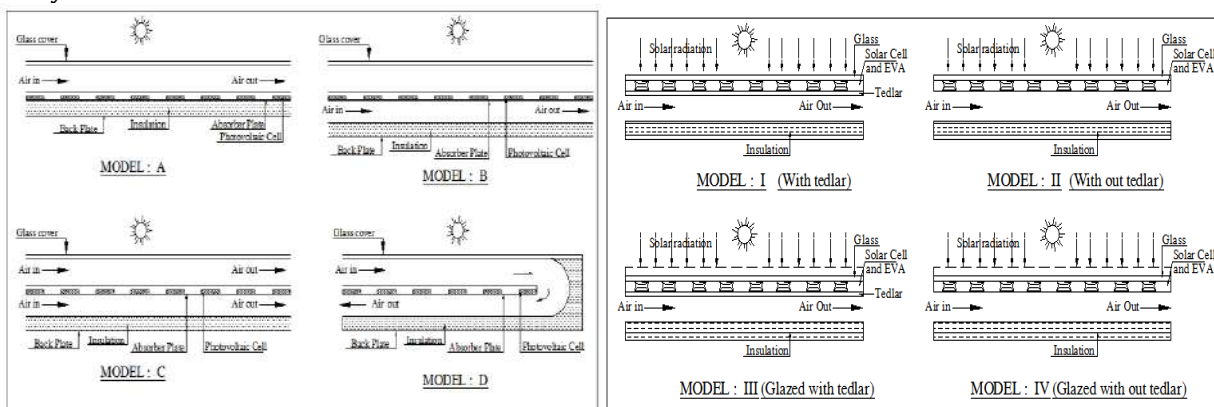 Glass cover
Air in
Air out
Back Plate
Insulation
Absorber Plate
Photovoltaic Cell
MODEL : A
Glass cover
Air in
Air out
Back Plate
Insulation
Absorber Plate
Photovoltaic Cell
MODEL : B
Glass cover
Air in
Air out
Air in
Air out
Back Plate
Insulation
Absorber Plate
Photovoltaic Cell
MODEL : C
Glass cover
Air in
Air out
Back Plate
Insulation
Absorber Plate
Photovoltaic Cell
MODEL : D
Solar radiation
Glass
Solar Cell
and EVA
Tedlar
Air in
Air Out
Insulation
MODEL : I (With tedlar)
Solar radiation
Glass
Solar Cell
and EVA
Air in
Air Out
Insulation
MODEL : II (With out tedlar)
Solar radiation
Glass
Solar Cell
and EVA
Tedlar
Air in
Air Out
Insulation
MODEL : III (Glazed with tedlar)
Solar radiation
Glass
Solar Cell
and EVA
Air in
Air Out
Insulation
MODEL : IV (Glazed with out tedlar)